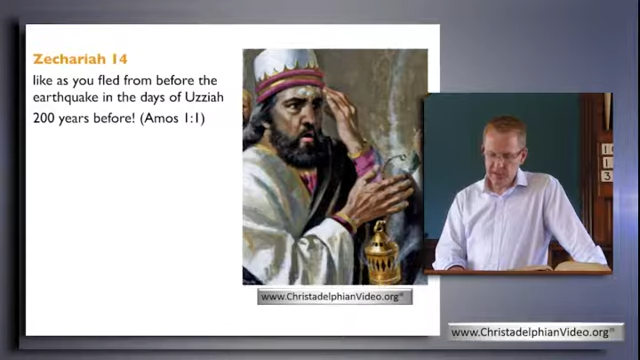 Zechariah 14
like as you fled from before the
earthquake in the days of Uzziah
200 years before! (Amos 1:1)
www.ChristadelphianVideo.org
www.ChristadelphianVideo.org